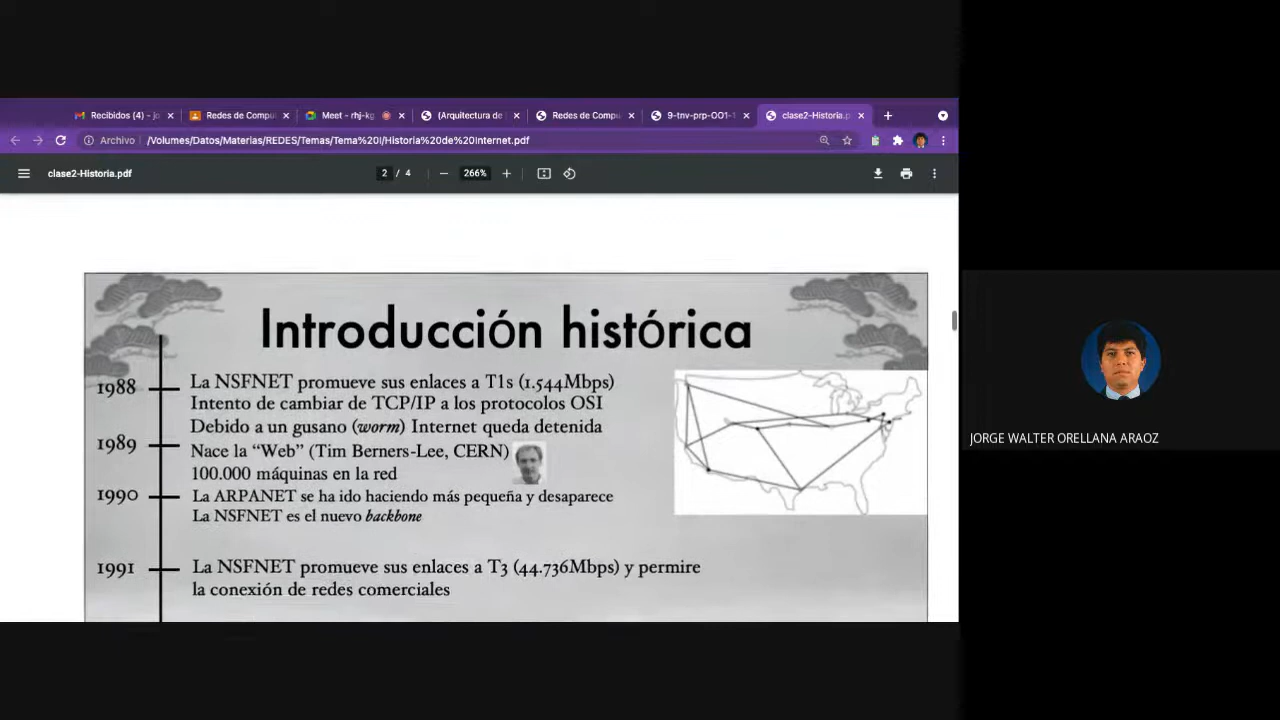 Recibidos (4) - jo
Redes de Compu
Meet - rhj-kg
(Arquitectura de
Redes de Compu
9-tnv-prp-001-1
clase2-Historia.p
Archivo
/Volumes/Datos/Materias/REDES/Temas/Tema%20I/Historia%20de%20Internet.pdf
clase2-Historia.pdf
2 / 4
266%
Introducción histórica
1988
La NSFNET promueve sus enlaces a T1s (1.544Mbps)
Intento de cambiar de TCP/IP a los protocolos OSI
Debido a un gusano (worm) Internet queda detenida
1989
Nace la “Web” (Tim Berners-Lee, CERN)
100.000 máquinas en la red
1990
La ARPANET se ha ido haciendo más pequeña y desaparece
La NSFNET es el nuevo backbone
1991
La NSFNET promueve sus enlaces a T3 (44.736Mbps) y permire
la conexión de redes comerciales
JORGE WALTER ORELLANA ARAOZ